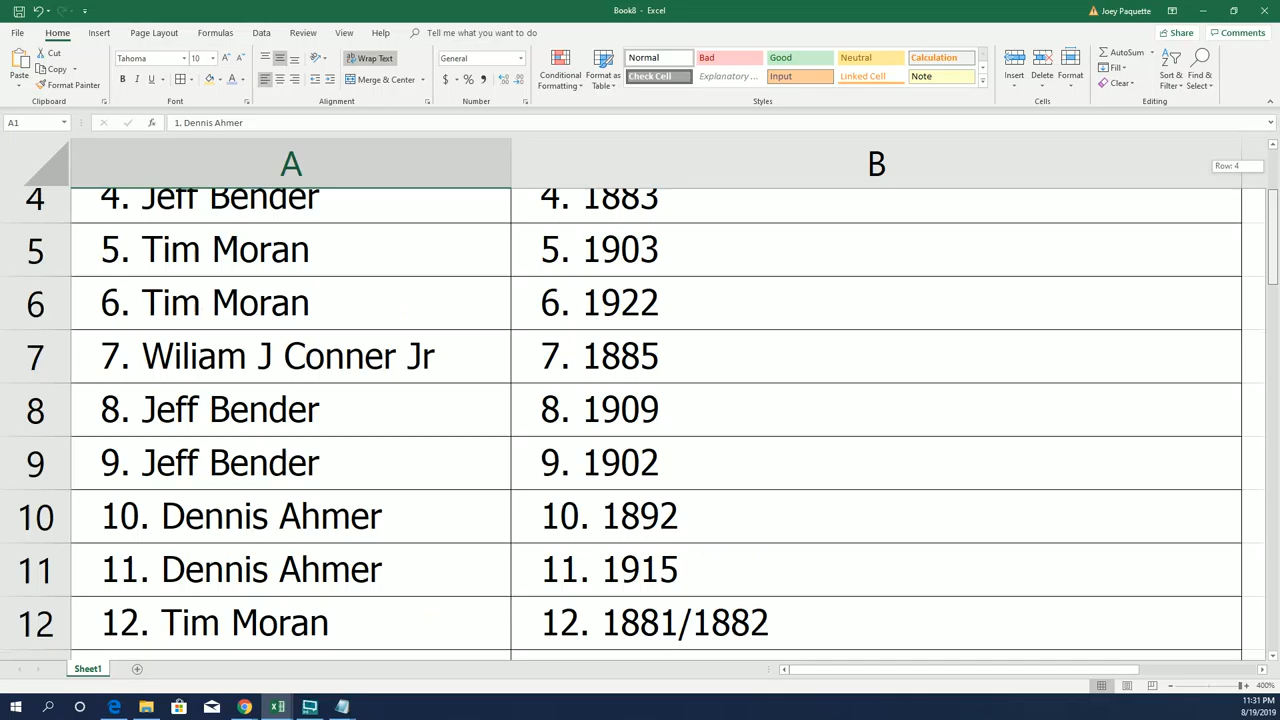 Book8 - Excel
Joey Paquette
File Home Insert Page Layout Formulas Data Review View Help Tell me what you want to do
Share Comments
Paste
Cut
Copy
Format Painter
Tahoma 10
B I U
Wrap Text
Merge & Center
General
$ % ,
Conditional Formatting
Format as Table
Normal Bad Good Neutral Calculation
Check Cell Explanatory ... Input Linked Cell Note
Insert Delete Format
AutoSum
Fill
Clear
Sort & Filter
Find & Select
Clipboard Font Alignment Number Styles Cells Editing
A1 fx 1. Dennis Ahmer
A B
Row: 4
4 4. Jeff Bender 4. 1883
5 5. Tim Moran 5. 1903
6 6. Tim Moran 6. 1922
7 7. Wiliam J Conner Jr 7. 1885
8 8. Jeff Bender 8. 1909
9 9. Jeff Bender 9. 1902
10 10. Dennis Ahmer 10. 1892
11 11. Dennis Ahmer 11. 1915
12 12. Tim Moran 12. 1881/1882
Sheet1
400%
11:31 PM
8/19/2019